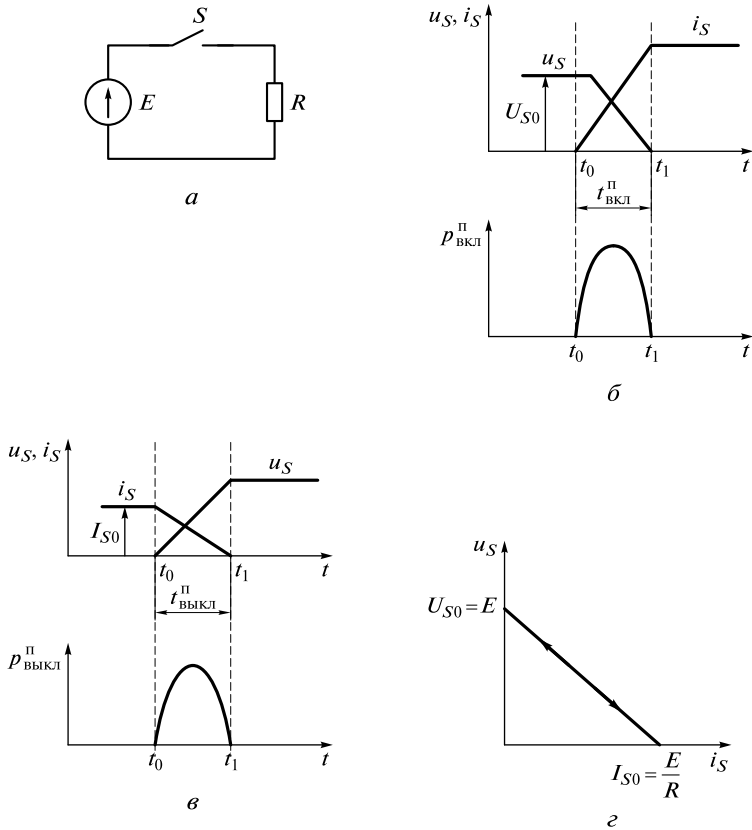 S
E
R
а
u_S, i_S
i_S
u_S
U_S0
t_0
t_1
t
t^п_вкл
p^п_вкл
t_0
t_1
t
б
u_S, i_S
u_S
i_S
I_S0
t_0
t_1
t
t^п_выкл
p^п_выкл
t_0
t_1
t
в
u_S
U_S0 = E
I_S0 = E/R
i_S
г